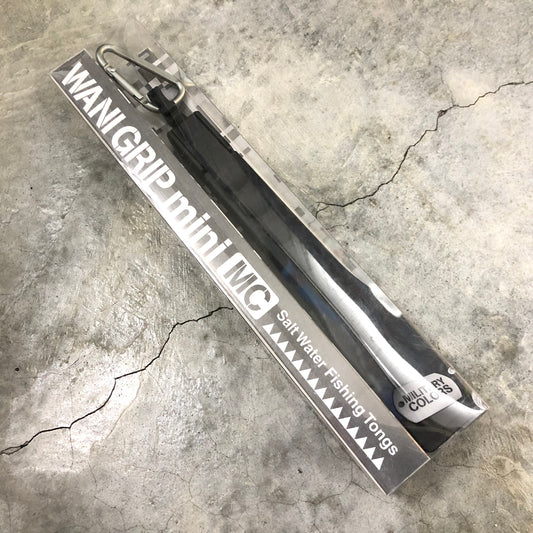 WANI GRIP mini MC
Salt Water Fishing Tongs
MILITARY
COLORS